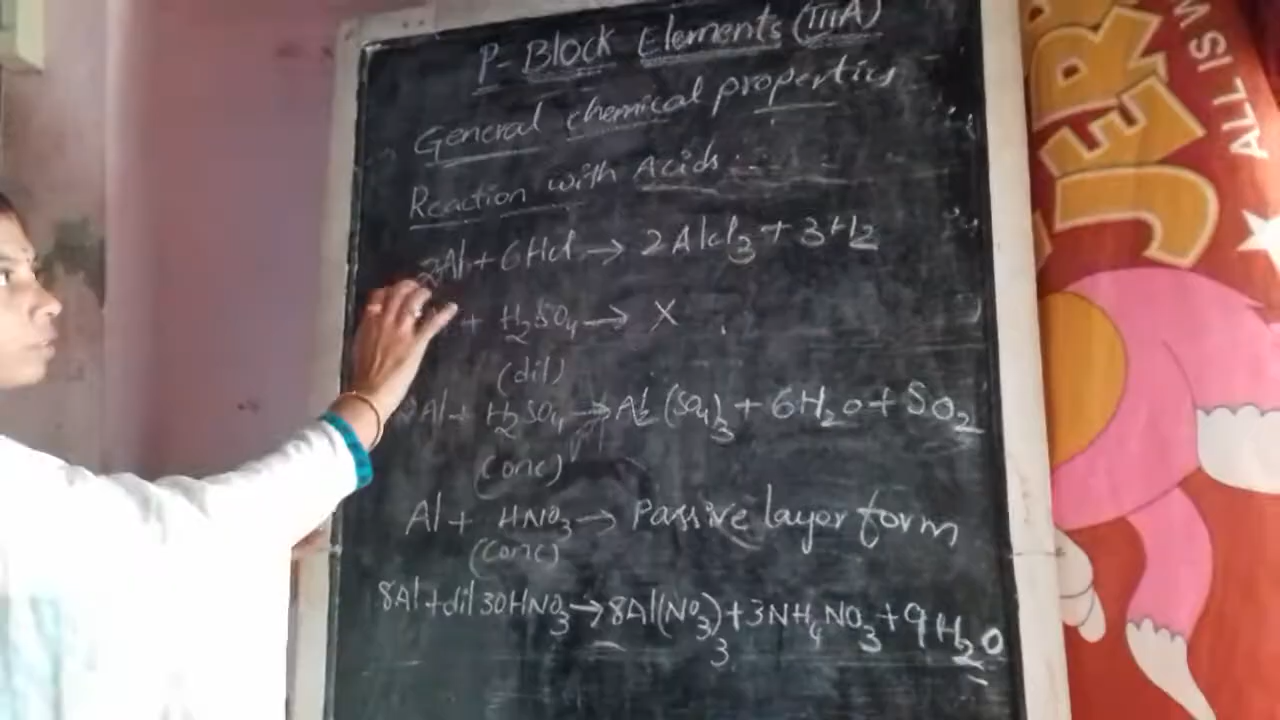 P-Block Elements (IIIA)
General chemical properties
Reaction with Acids
2Al + 6Hcl → 2Alcl3 + 3H2
+ H2SO4 → X
(dil)
2Al + H2SO4 → Al2(SO4)3 + 6H2O + SO2
(conc)
Al + HNO3 → Passive layer form
(conc)
8Al + dil 30HNO3 → 8Al(NO3)3 + 3NH4NO3 + 9H2O
JER
ALL IS